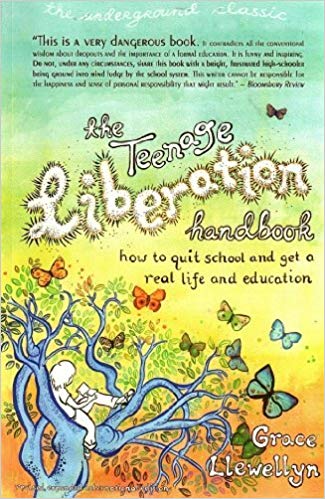 the underground classic
"This is a very dangerous book. It contradicts all the conventional
wisdom about dropouts and the importance of a formal education. It is funny and inspiring.
Do not, under any circumstances, share this book with a bright, frustrated high-schooler
being ground into mind fudge by the school system. This writer cannot be responsible for
the happiness and sense of personal responsibility that might result." – Bloomsbury Review
the
Teenage
Liberation
handbook
how to quit school and get a
real life and education
Grace
Llewellyn
revised, expanded international edition